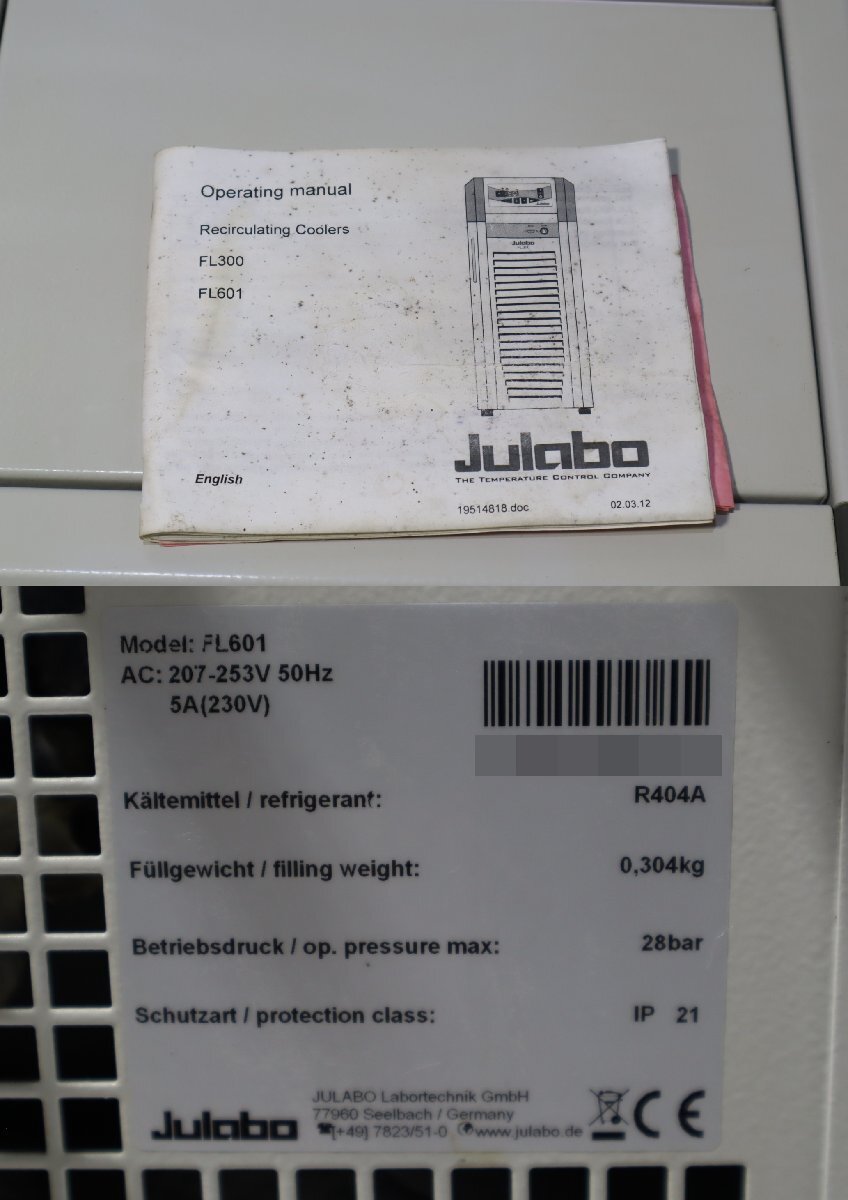 Operating manual
Recirculating Coolers
FL300
FL601
Julabo
English
Julabo
THE TEMPERATURE CONTROL COMPANY
19514818.doc
02.03.12
Model: FL601
AC: 207-253V 50Hz
5A(230V)
Kältemittel / refrigerant: R404A
Füllgewicht / filling weight: 0,304kg
Betriebsdruck / op. pressure max: 28bar
Schutzart / protection class: IP 21
JULABO Labortechnik GmbH
77960 Seelbach / Germany
[+49] 7823/51-0 www.julabo.de
Julabo
CE